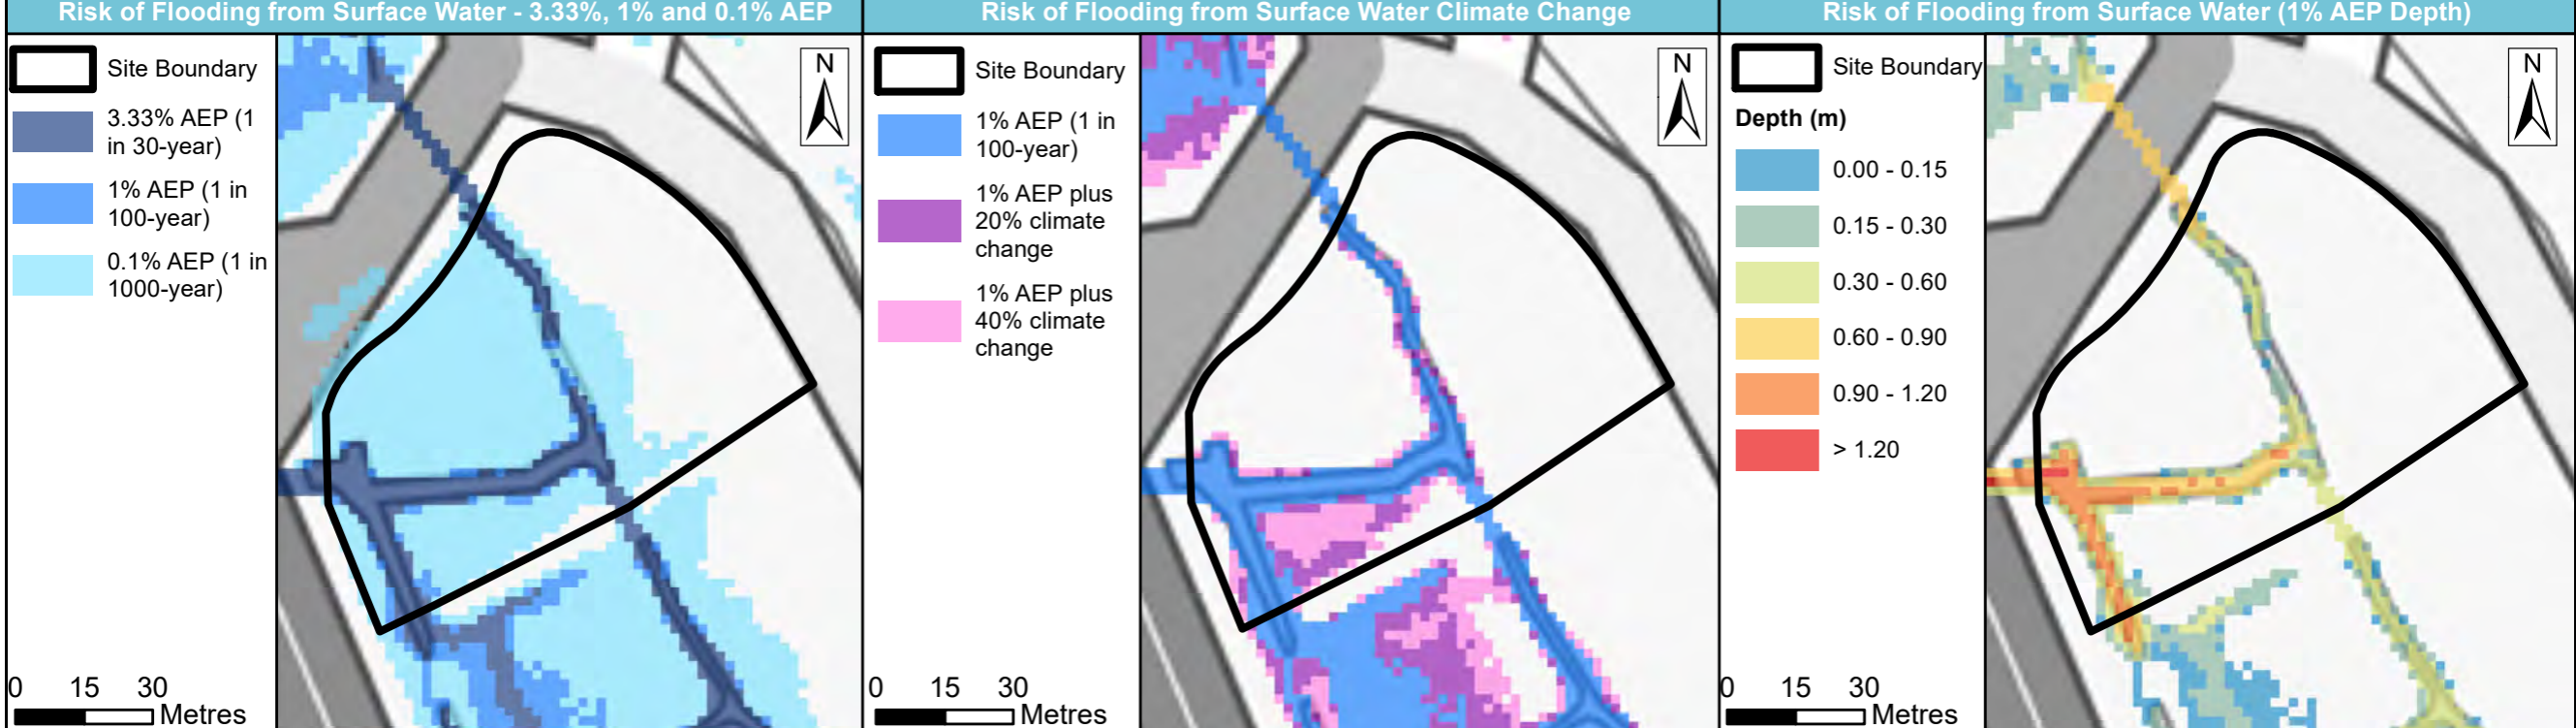 Risk of Flooding from Surface Water - 3.33%, 1% and 0.1% AEP
Site Boundary
3.33% AEP (1
in 30-year)
1% AEP (1 in
100-year)
0.1% AEP (1 in
1000-year)
N
0 15 30
Metres
Risk of Flooding from Surface Water Climate Change
Site Boundary
1% AEP (1 in
100-year)
1% AEP plus
20% climate
change
1% AEP plus
40% climate
change
N
0 15 30
Metres
Risk of Flooding from Surface Water (1% AEP Depth)
Site Boundary
Depth (m)
0.00 - 0.15
0.15 - 0.30
0.30 - 0.60
0.60 - 0.90
0.90 - 1.20
> 1.20
N
0 15 30
Metres